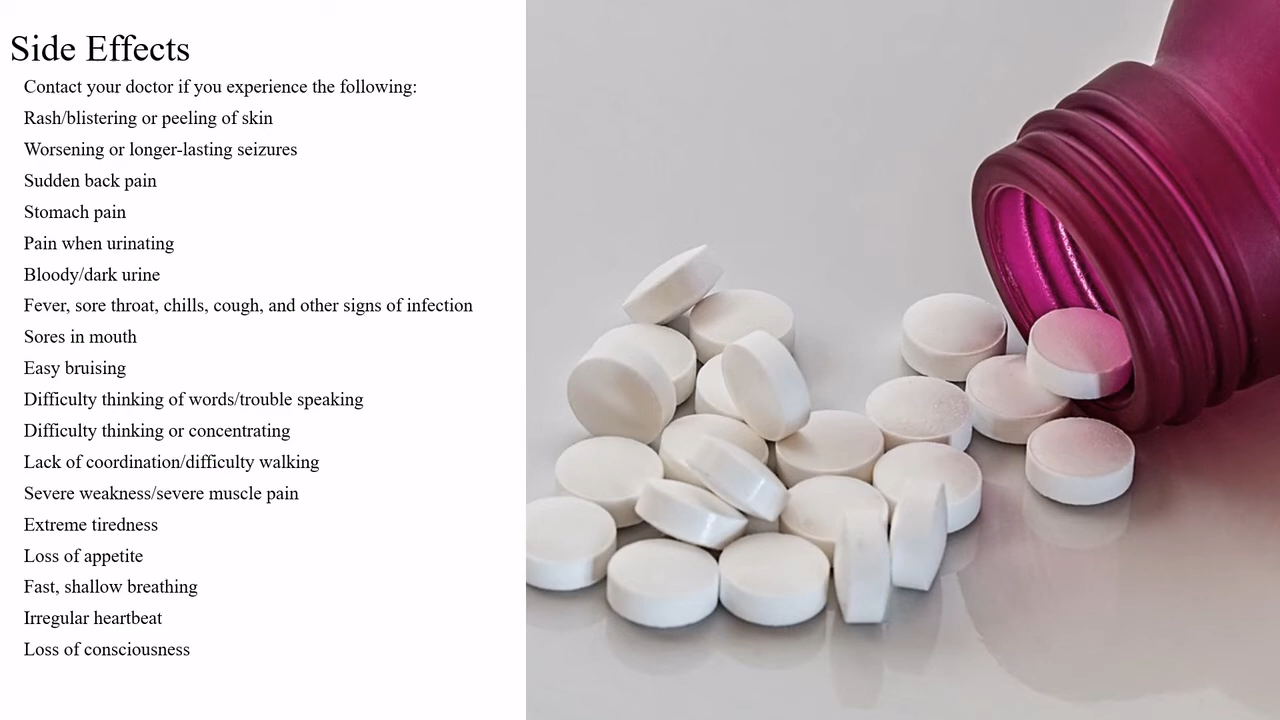 Side Effects
Contact your doctor if you experience the following:
Rash/blistering or peeling of skin
Worsening or longer-lasting seizures
Sudden back pain
Stomach pain
Pain when urinating
Bloody/dark urine
Fever, sore throat, chills, cough, and other signs of infection
Sores in mouth
Easy bruising
Difficulty thinking of words/trouble speaking
Difficulty thinking or concentrating
Lack of coordination/difficulty walking
Severe weakness/severe muscle pain
Extreme tiredness
Loss of appetite
Fast, shallow breathing
Irregular heartbeat
Loss of consciousness